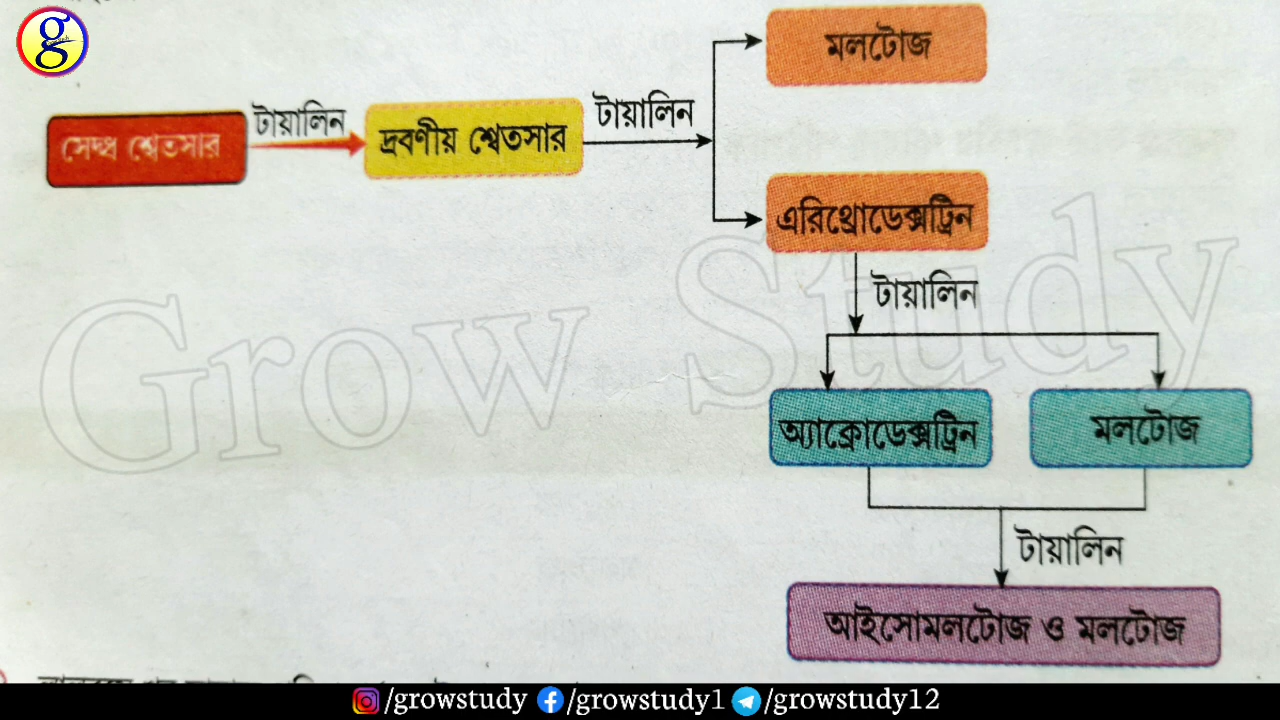 g
মলটোজ
টায়ালিন
টায়ালিন
সেদ্ধ শ্বেতসার
দ্রবণীয় শ্বেতসার
এরিথ্রোডেক্সট্রিন
টায়ালিন
Grow Study
অ্যাক্রোডেক্সট্রিন
মলটোজ
টায়ালিন
আইসোমলটোজ ও মলটোজ
/growstudy /growstudy1 /growstudy12